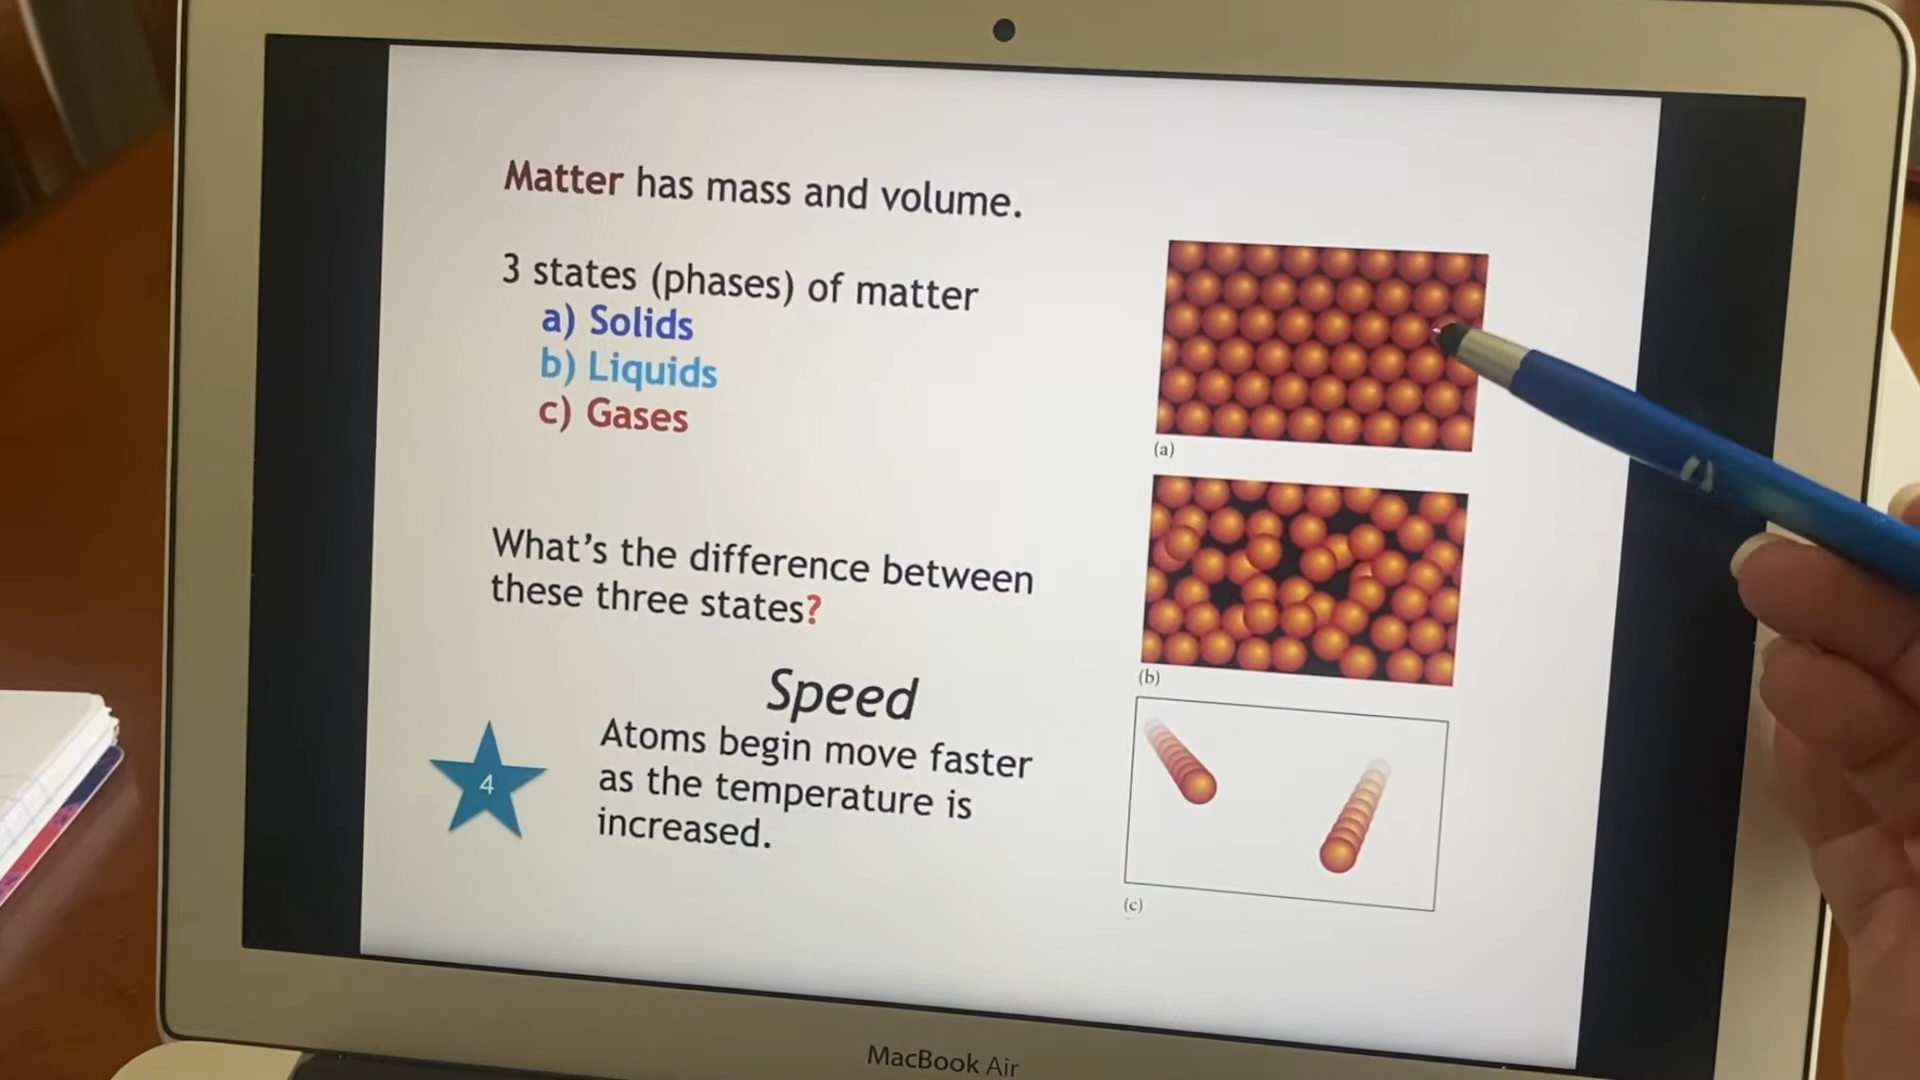 Matter has mass and volume.
3 states (phases) of matter
a) Solids
b) Liquids
c) Gases
(a)
What's the difference between
these three states?
(b)
Speed
4
Atoms begin move faster
as the temperature is
increased.
(c)
MacBook Air